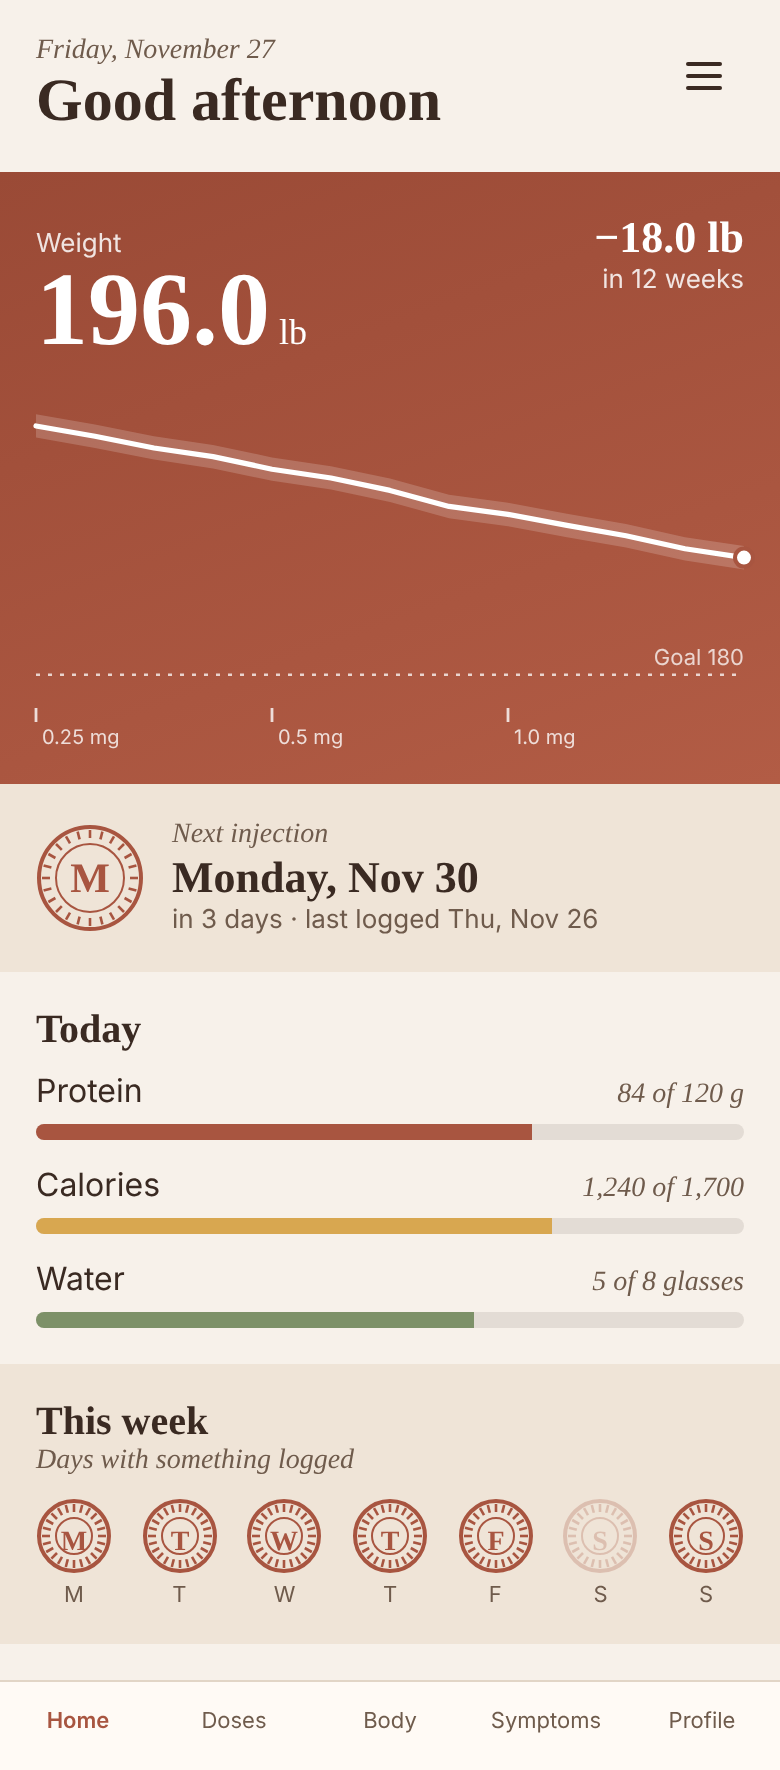 Friday, November 27
Good afternoon
Weight
196.0 lb
−18.0 lb
in 12 weeks
Goal 180
0.25 mg
0.5 mg
1.0 mg
M
Next injection
Monday, Nov 30
in 3 days · last logged Thu, Nov 26
Today
Protein
84 of 120 g
Calories
1,240 of 1,700
Water
5 of 8 glasses
This week
Days with something logged
M T W T F S S
M T W T F S S
Home Doses Body Symptoms Profile